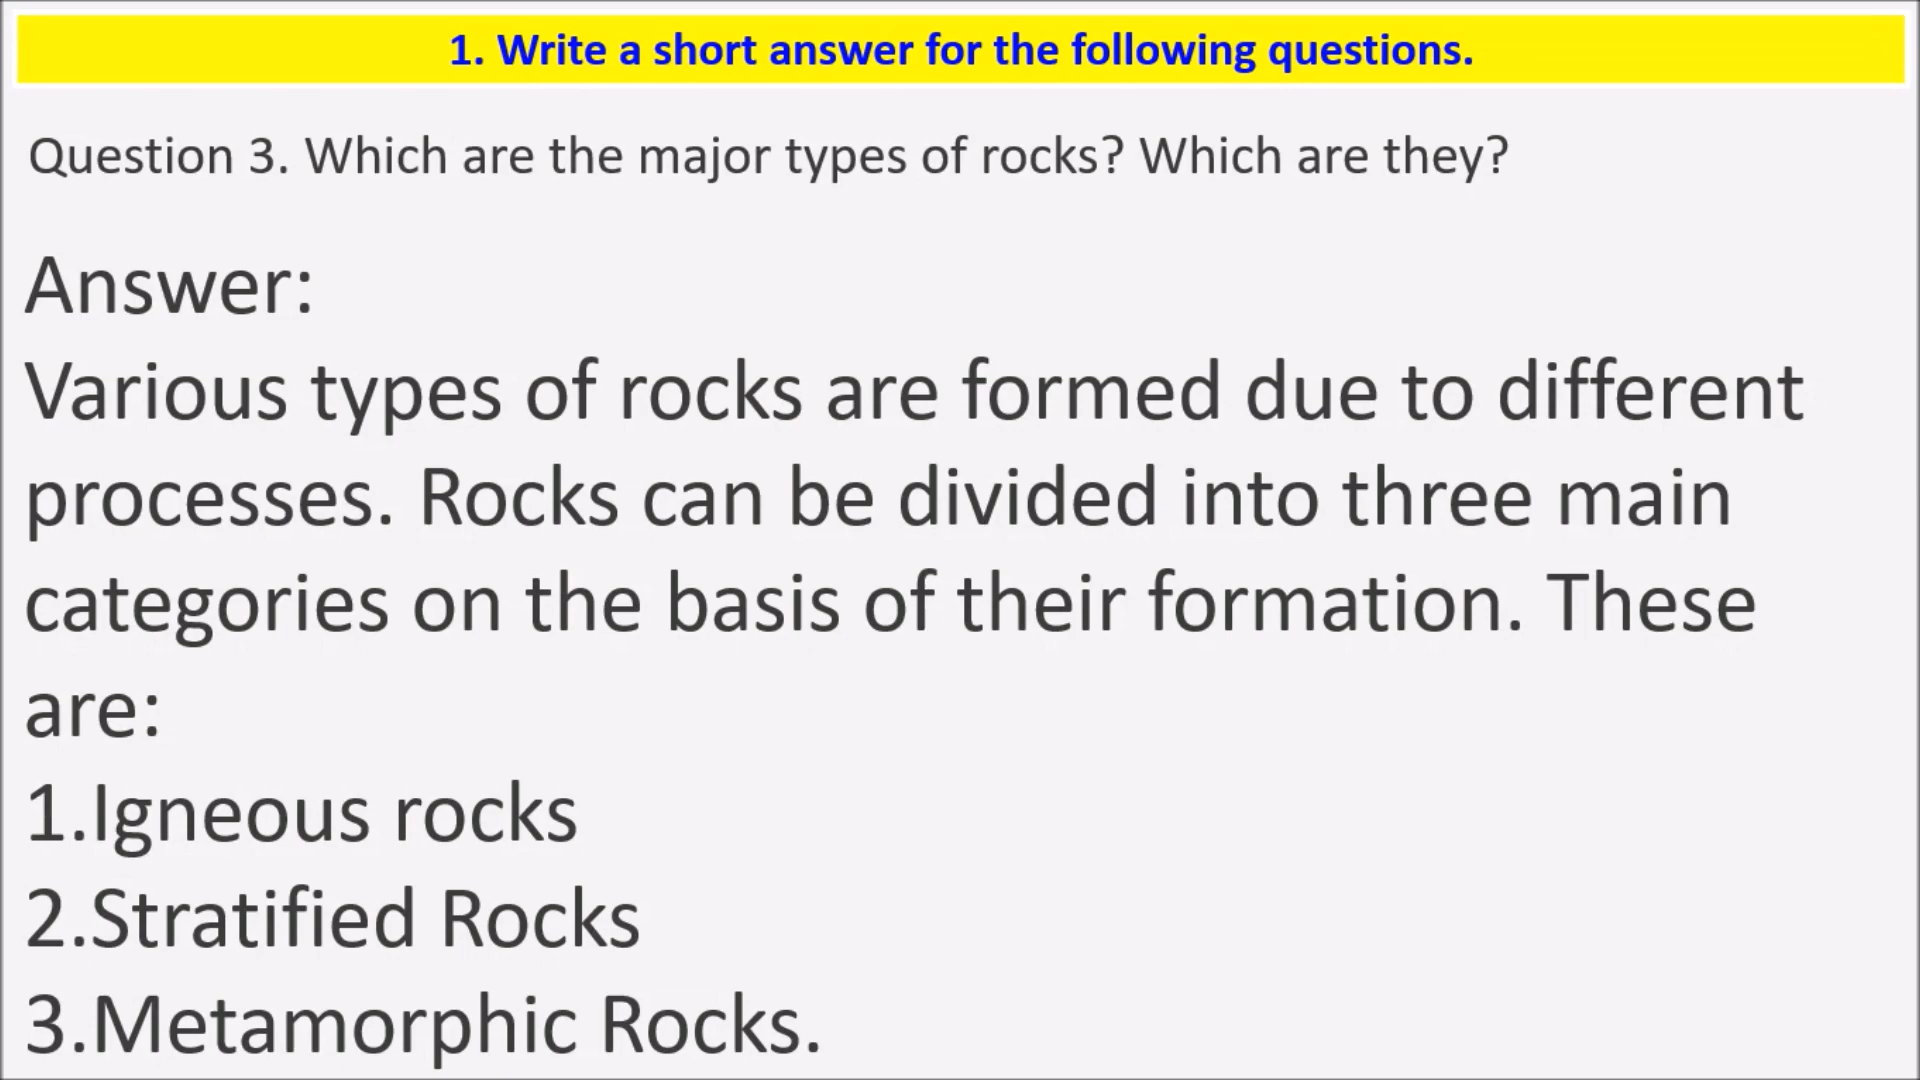 1. Write a short answer for the following questions.
Question 3. Which are the major types of rocks? Which are they?
Answer:
Various types of rocks are formed due to different
processes. Rocks can be divided into three main
categories on the basis of their formation. These
are:
1.Igneous rocks
2.Stratified Rocks
3.Metamorphic Rocks.